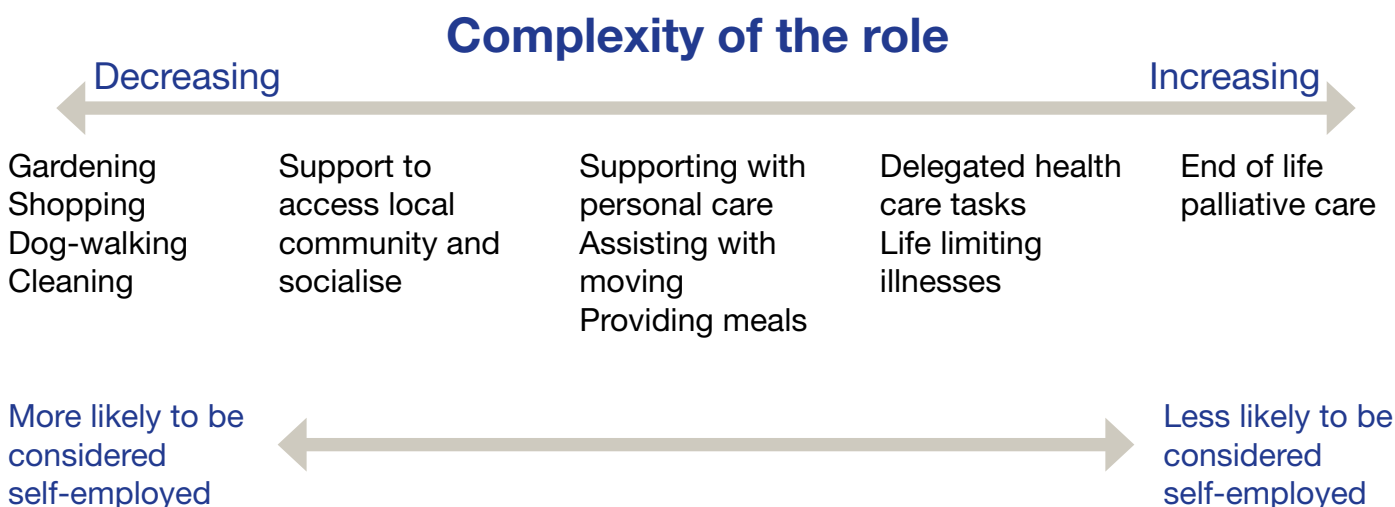 Complexity of the role
Decreasing
Increasing
Gardening
Shopping
Dog-walking
Cleaning
Support to
access local
community and
socialise
Supporting with
personal care
Assisting with
moving
Providing meals
Delegated health
care tasks
Life limiting
illnesses
End of life
palliative care
More likely to be
considered
self-employed
Less likely to be
considered
self-employed